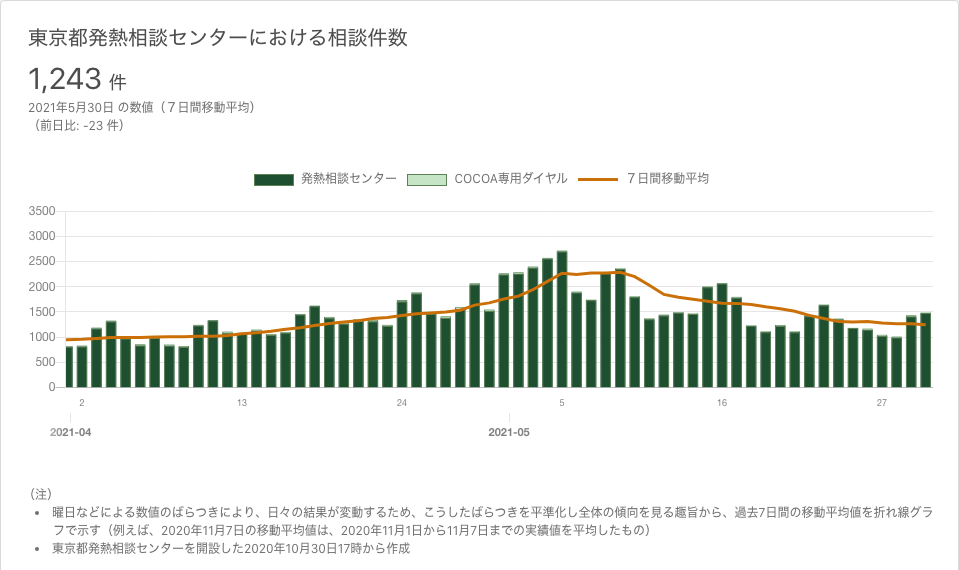 東京都発熱相談センターにおける相談件数
1,243 件
2021年5月30日 の数値（７日間移動平均）
（前日比: -23 件）
発熱相談センター COCOA専用ダイヤル ７日間移動平均
3500
3000
2500
2000
1500
1000
500
0
2 13 24 5 16 27
2021-04 2021-05
（注）
• 曜日などによる数値のばらつきにより、日々の結果が変動するため、こうしたばらつきを平準化し全体の傾向を見る趣旨から、過去7日間の移動平均値を折れ線グラ
フで示す（例えば、2020年11月7日の移動平均値は、2020年11月1日から11月7日までの実績値を平均したもの）
• 東京都発熱相談センターを開設した2020年10月30日17時から作成